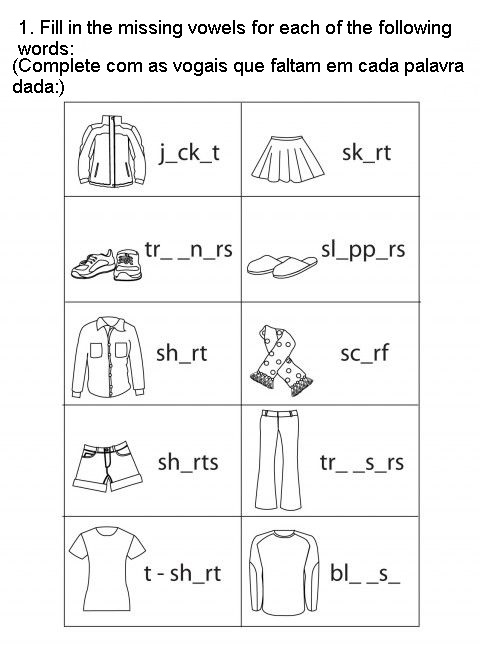 1. Fill in the missing vowels for each of the following
words:
(Complete com as vogais que faltam em cada palavra
dada:)
j_ck_t
sk_rt
tr_ _n_rs
sl_pp_rs
sh_rt
sc_rf
sh_rts
tr_ _s_rs
t - sh_rt
bl_ _s_